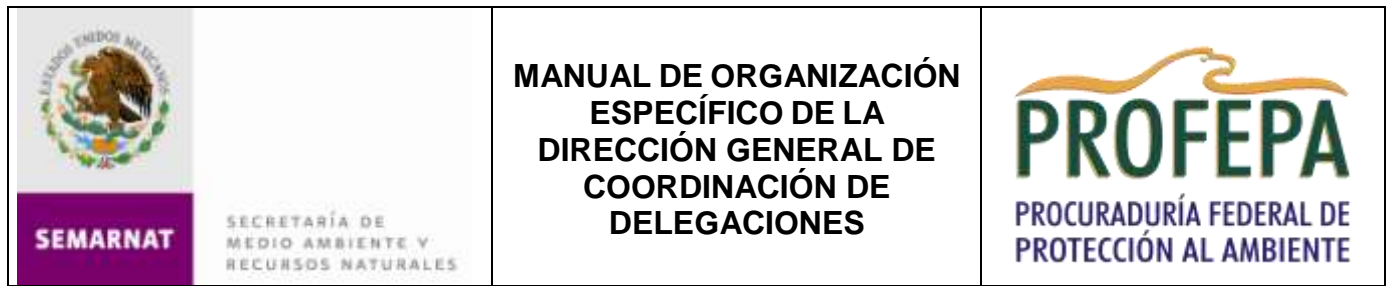 ESTADOS UNIDOS MEXICANOS
SEMARNAT
SECRETARÍA DE
MEDIO AMBIENTE Y
RECURSOS NATURALES
MANUAL DE ORGANIZACIÓN
ESPECÍFICO DE LA
DIRECCIÓN GENERAL DE
COORDINACIÓN DE
DELEGACIONES
PROFEPA
PROCURADURÍA FEDERAL DE
PROTECCIÓN AL AMBIENTE